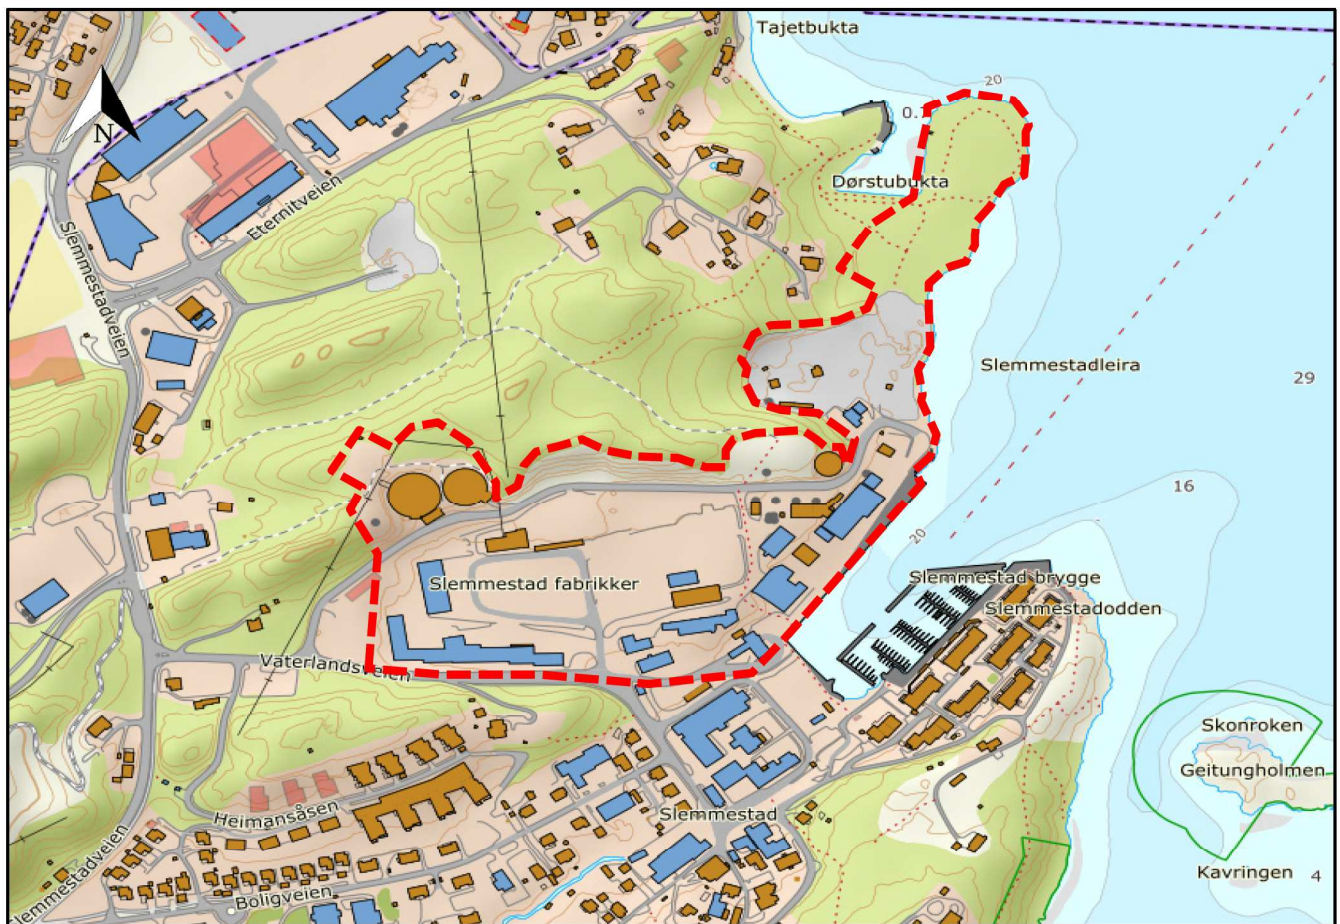 Tajetbukta
20
0.
N
Dørstubukta
Eternitveien
Slemmestadveien
20
Slemmestadleira
29
16
20
Slemmestad brygge
Slemmestad fabrikker
Slemmestadodden
Vaterlandsveien
Skonroken
Geitungholmen
Heimansåsen
Slemmestad
Slemmestadveien
Kavringen
4
Boligveien